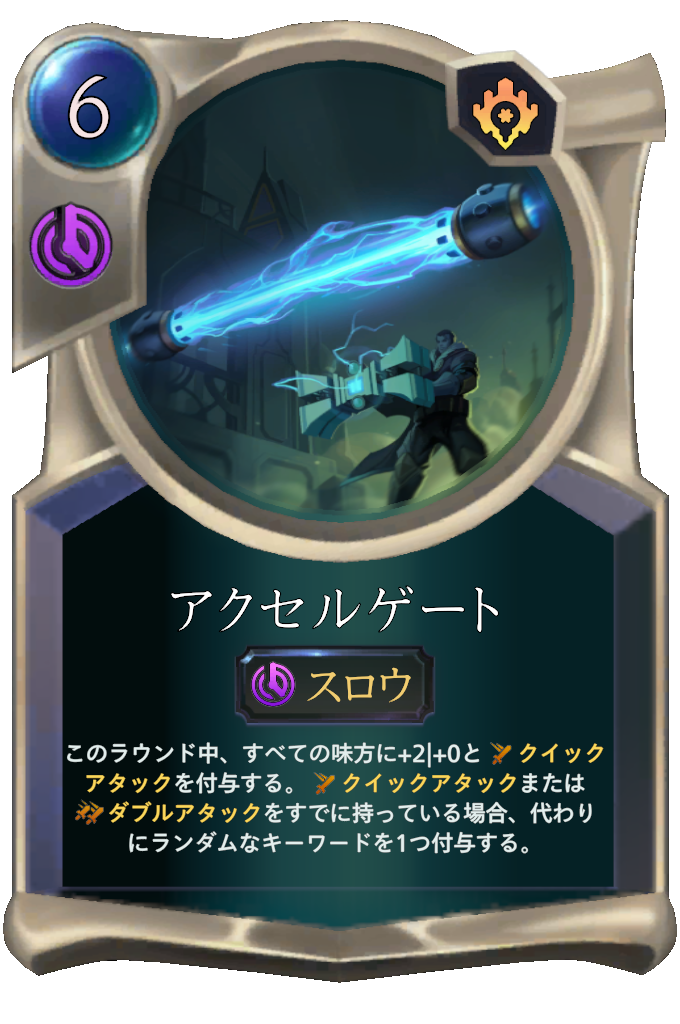 6
アクセルゲート
スロウ
このラウンド中、すべての味方に+2|+0と クイック
アタックを付与する。 クイックアタックまたは
ダブルアタックをすでに持っている場合、代わり
にランダムなキーワードを1つ付与する。